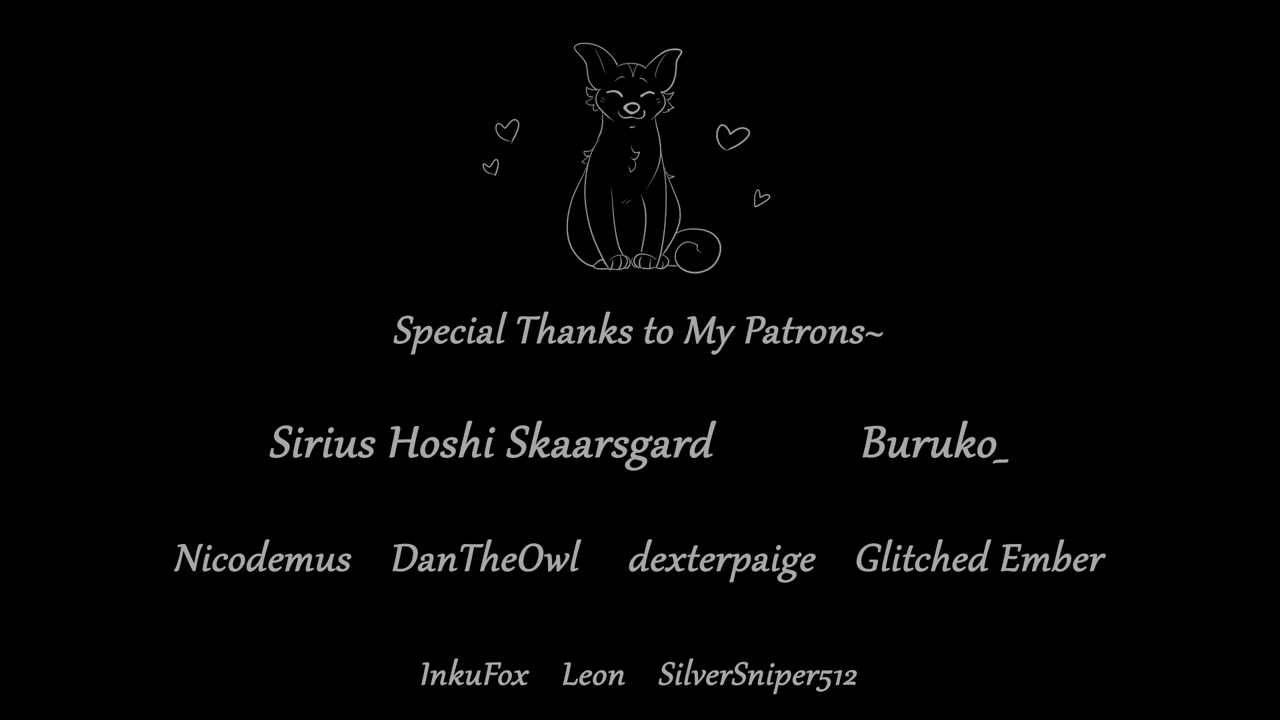 Special Thanks to My Patrons~
Sirius Hoshi Skaarsgard Buruko_
Nicodemus DanTheOwl dexterpaige Glitched Ember
InkuFox Leon SilverSniper512